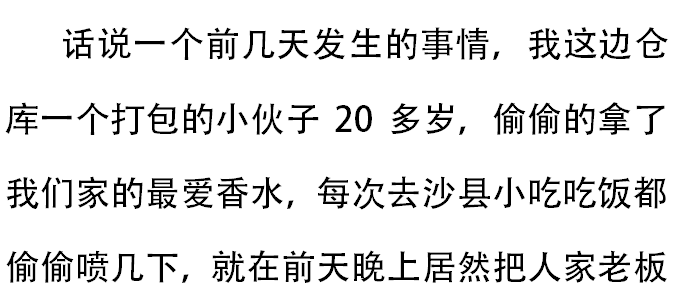 话说一个前几天发生的事情，我这边仓
库一个打包的小伙子 20 多岁，偷偷的拿了
我们家的最爱香水，每次去沙县小吃吃饭都
偷偷喷几下，就在前天晚上居然把人家老板